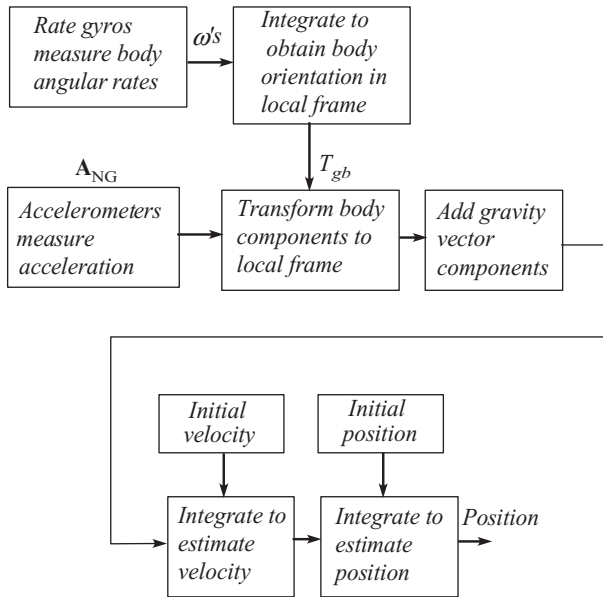 Rate gyros
measure body
angular rates
ω's
Integrate to
obtain body
orientation in
local frame
A_NG
T_gb
Accelerometers
measure
acceleration
Transform body
components to
local frame
Add gravity
vector
components
Initial
velocity
Initial
position
Integrate to
estimate
velocity
Integrate to
estimate
position
Position